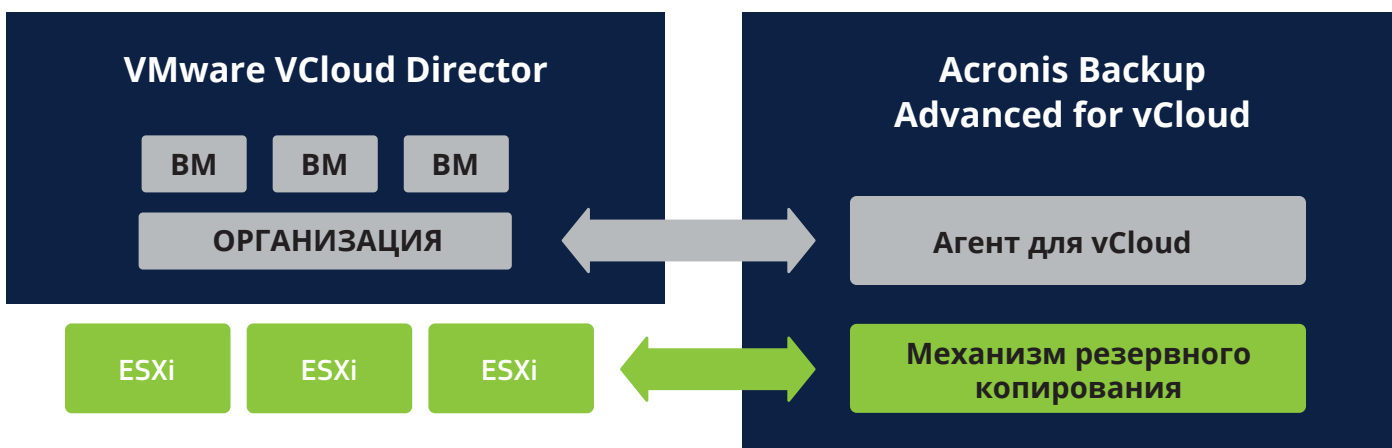 VMware VCloud Director
ВМ
ВМ
ВМ
ОРГАНИЗАЦИЯ
ESXi
ESXi
ESXi
Acronis Backup
Advanced for vCloud
Агент для vCloud
Механизм резервного
копирования